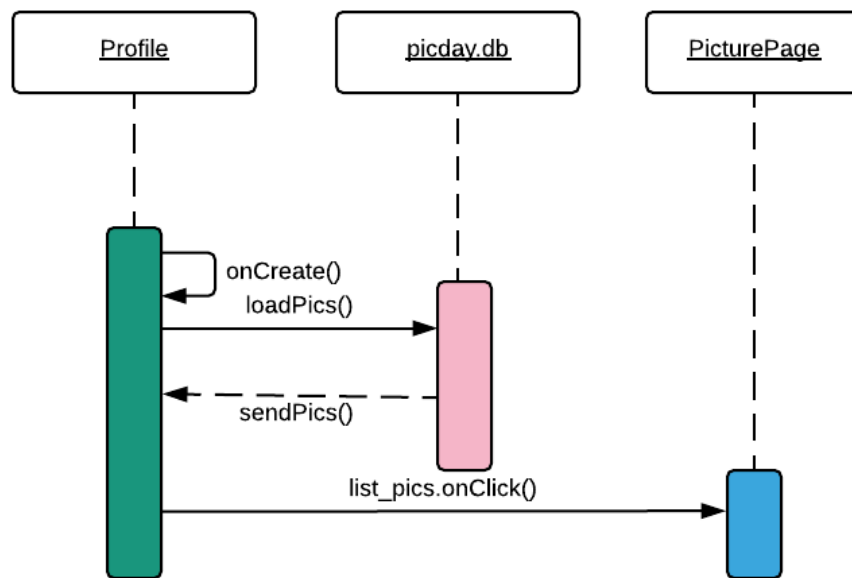 Profile
picday.db
PicturePage
onCreate()
loadPics()
sendPics()
list_pics.onClick()